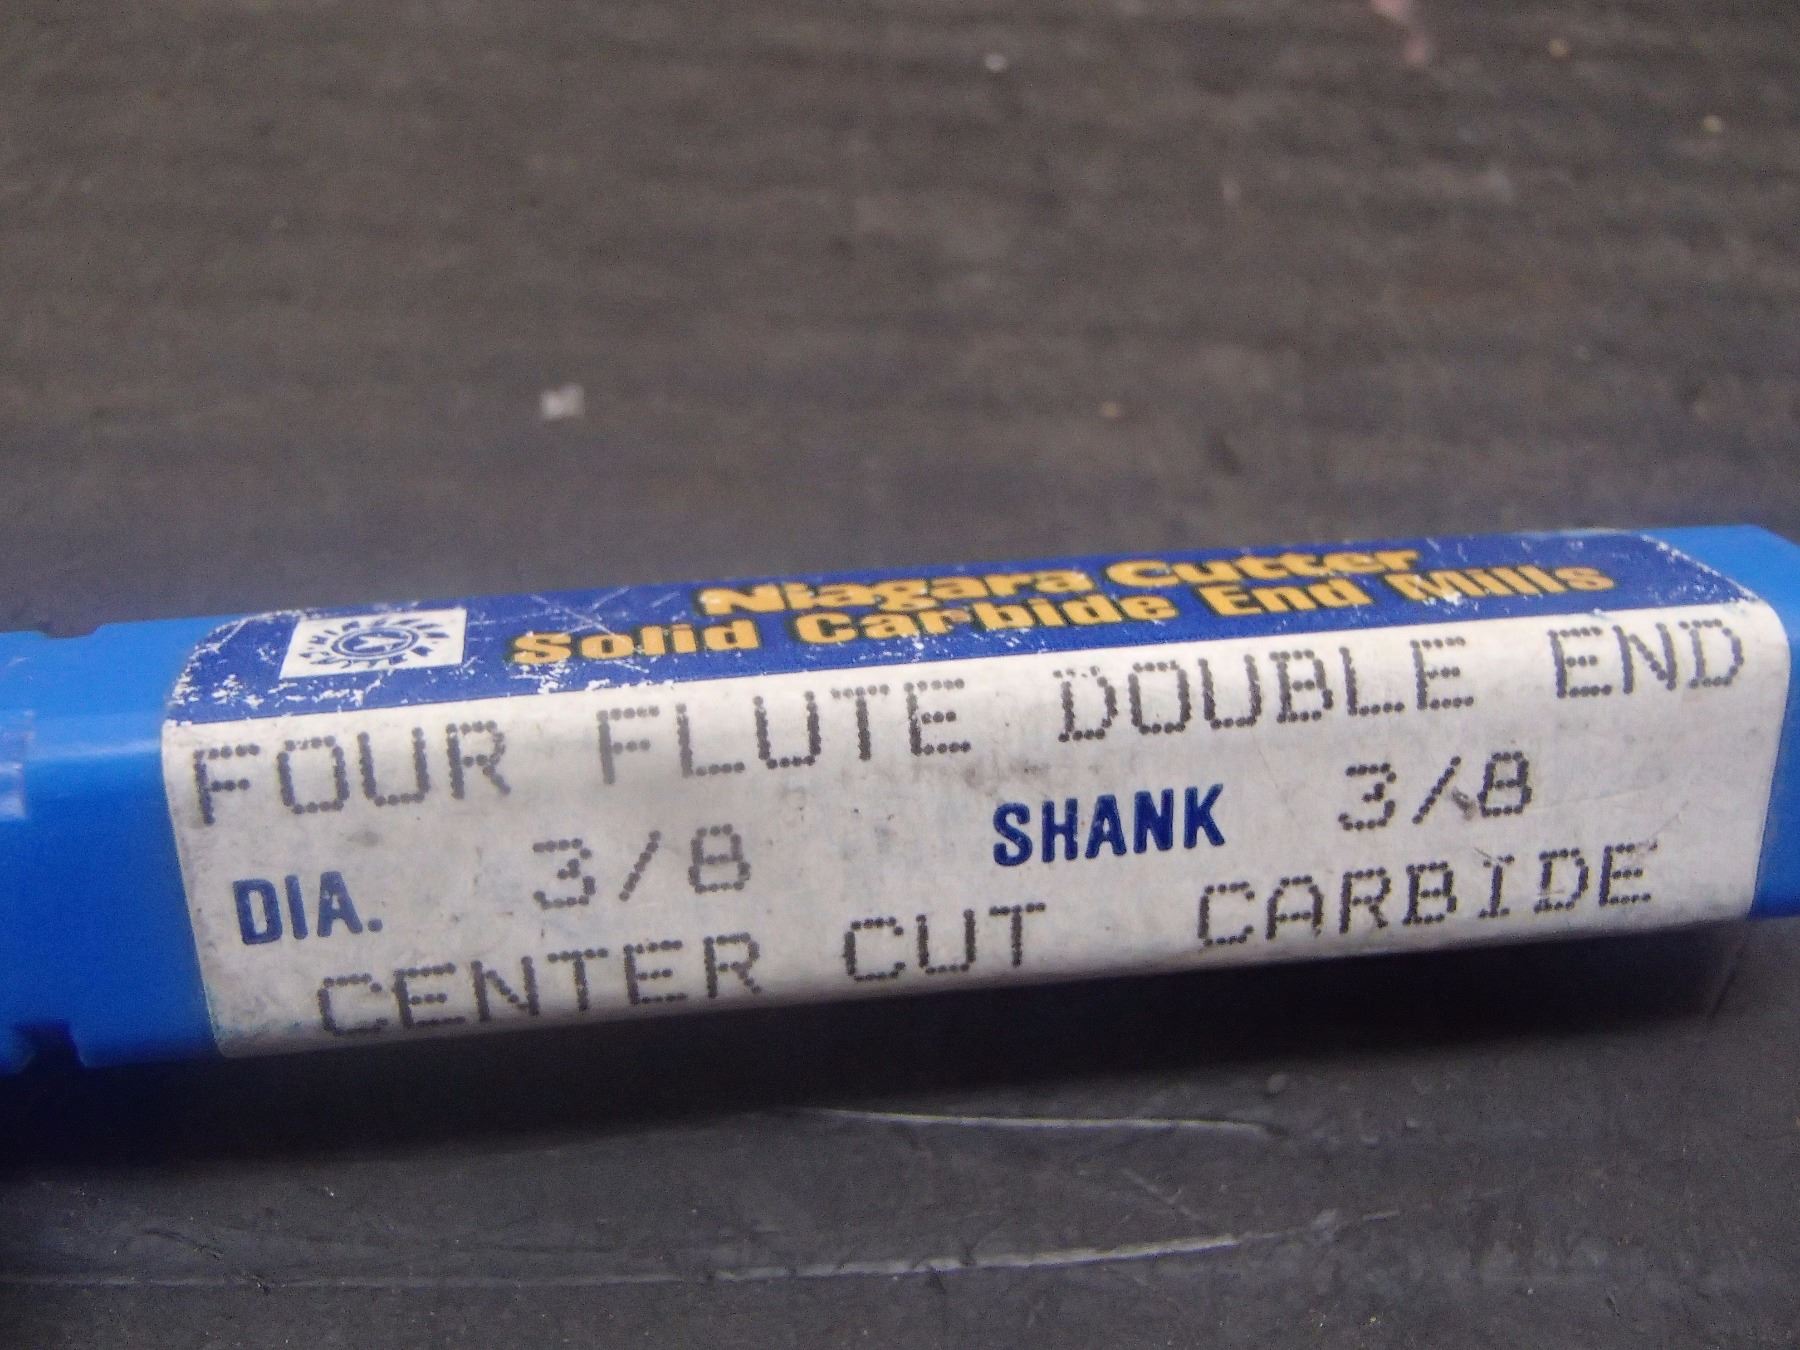 Niagara Cutter
Solid Carbide End Mills
FOUR FLUTE DOUBLE END
DIA. 3/8 SHANK 3/8
CENTER CUT CARBIDE